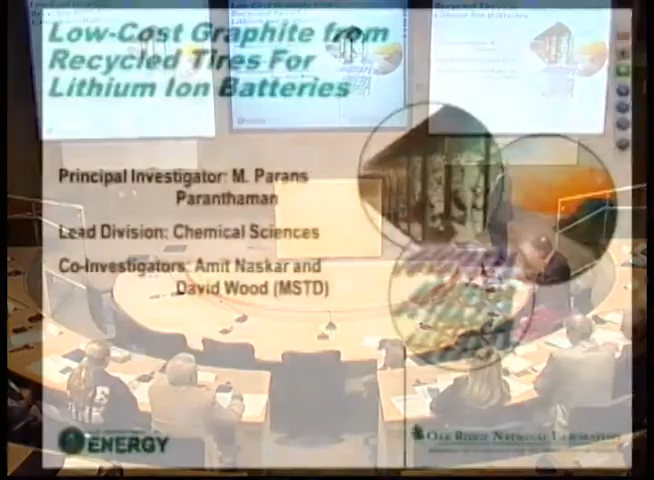 Low-Cost Graphite from
Recycled Tires For
Lithium Ion Batteries
Principal Investigator: M. Parans
Paranthaman
Lead Division: Chemical Sciences
Co-Investigators: Amit Naskar and
David Wood (MSTD)
ENERGY
OAK RIDGE NATIONAL LABORATORY